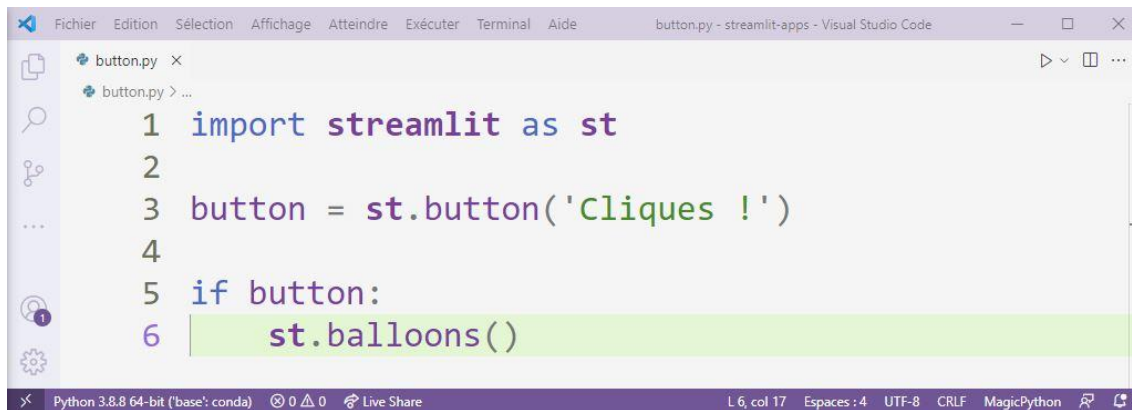 Fichier Edition Sélection Affichage Atteindre Exécuter Terminal Aide button.py - streamlit-apps - Visual Studio Code
button.py
button.py > ...
1 import streamlit as st
2
3 button = st.button('Cliques !')
4
5 if button:
6     st.balloons()
1
Python 3.8.8 64-bit ('base': conda) 0 0 Live Share L 6, col 17 Espaces : 4 UTF-8 CRLF MagicPython